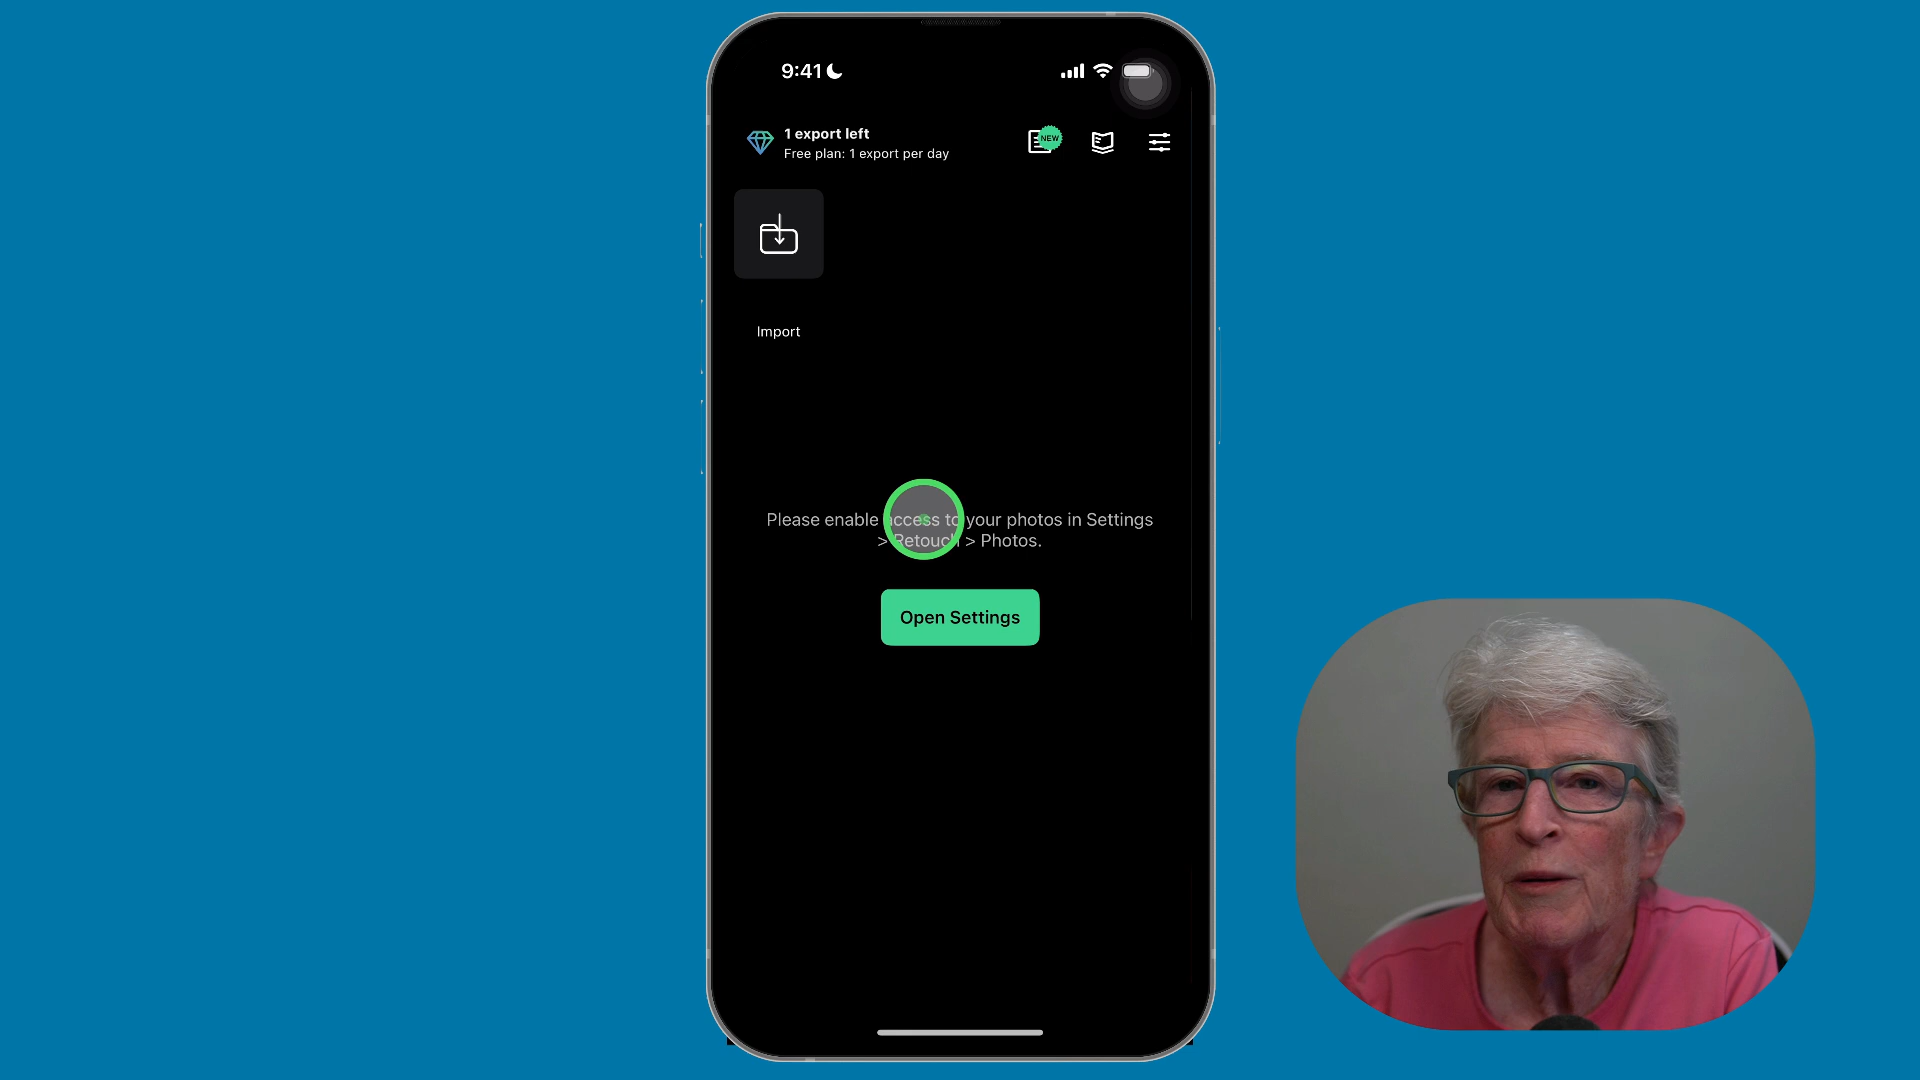 9:41
1 export left
Free plan: 1 export per day
NEW
Import
Please enable access to your photos in Settings
> Retouch > Photos.
Open Settings